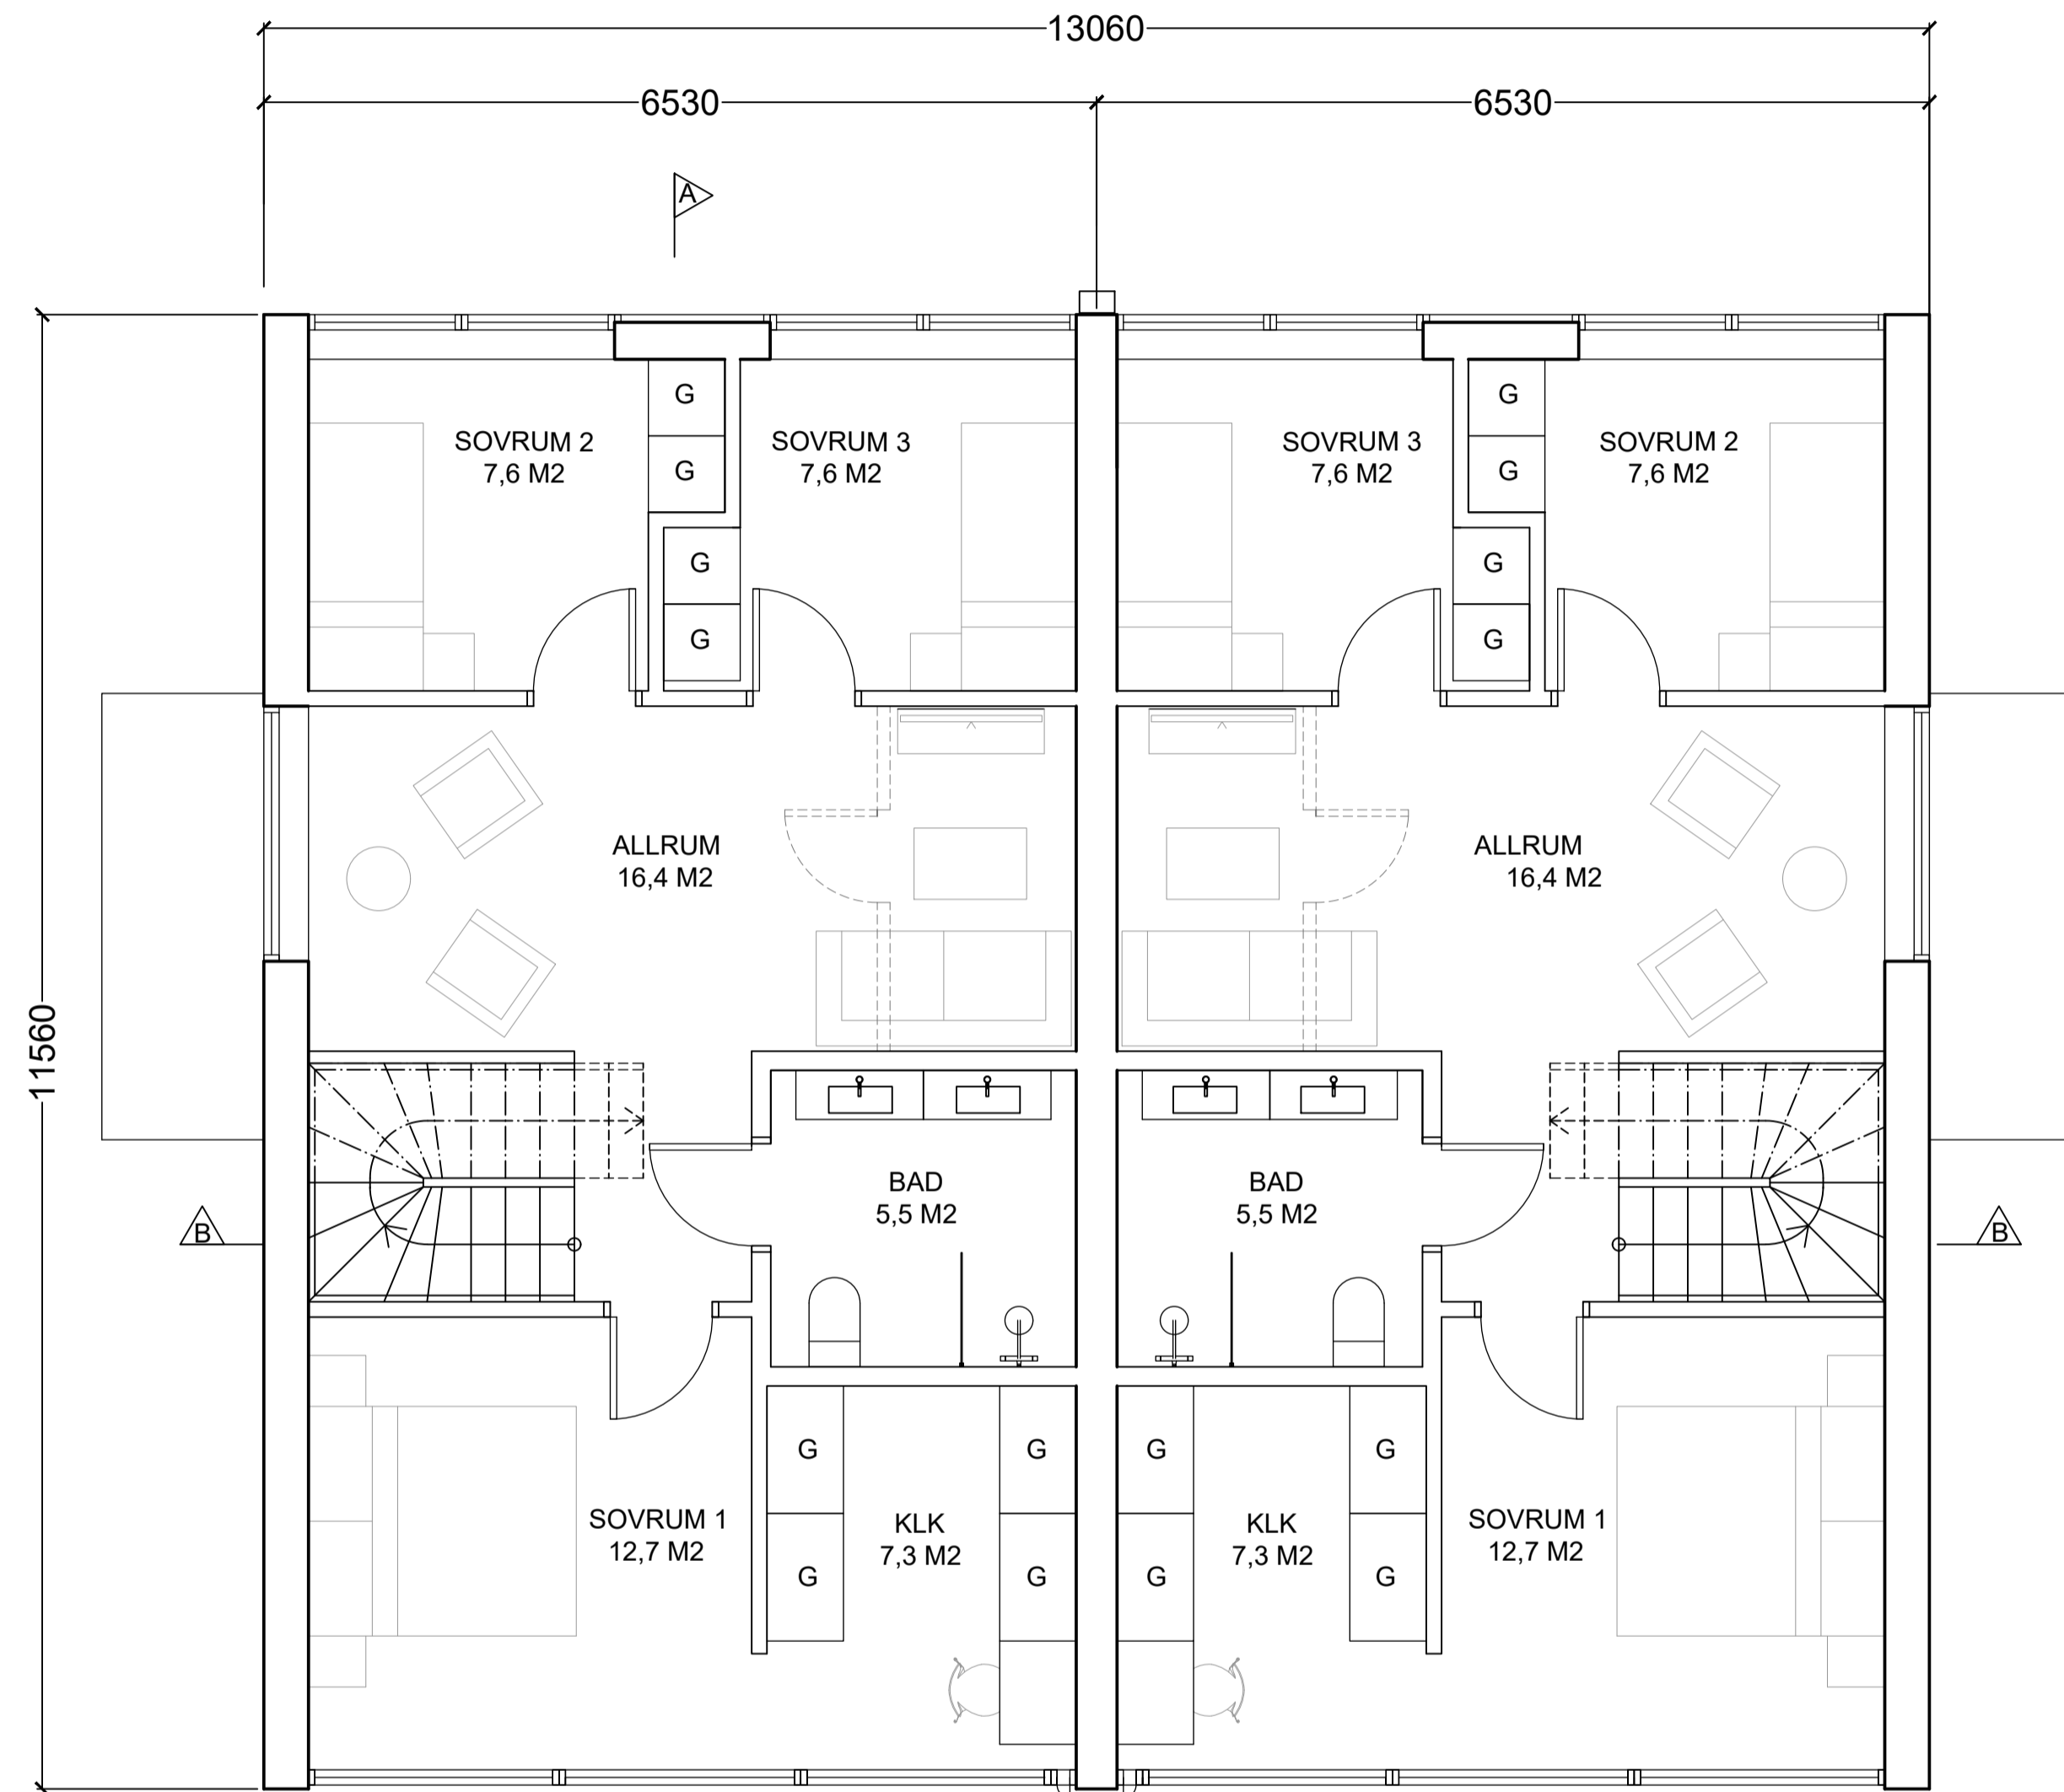 13060
6530 6530
A
G G
SOVRUM 2 SOVRUM 3 SOVRUM 3 SOVRUM 2
7,6 M2 7,6 M2 7,6 M2 7,6 M2
G G
G G
G G
ALLRUM ALLRUM
16,4 M2 16,4 M2
11560
BAD BAD
5,5 M2 5,5 M2
B B
G G G G
SOVRUM 1 KLK KLK SOVRUM 1
12,7 M2 7,3 M2 7,3 M2 12,7 M2
G G G G